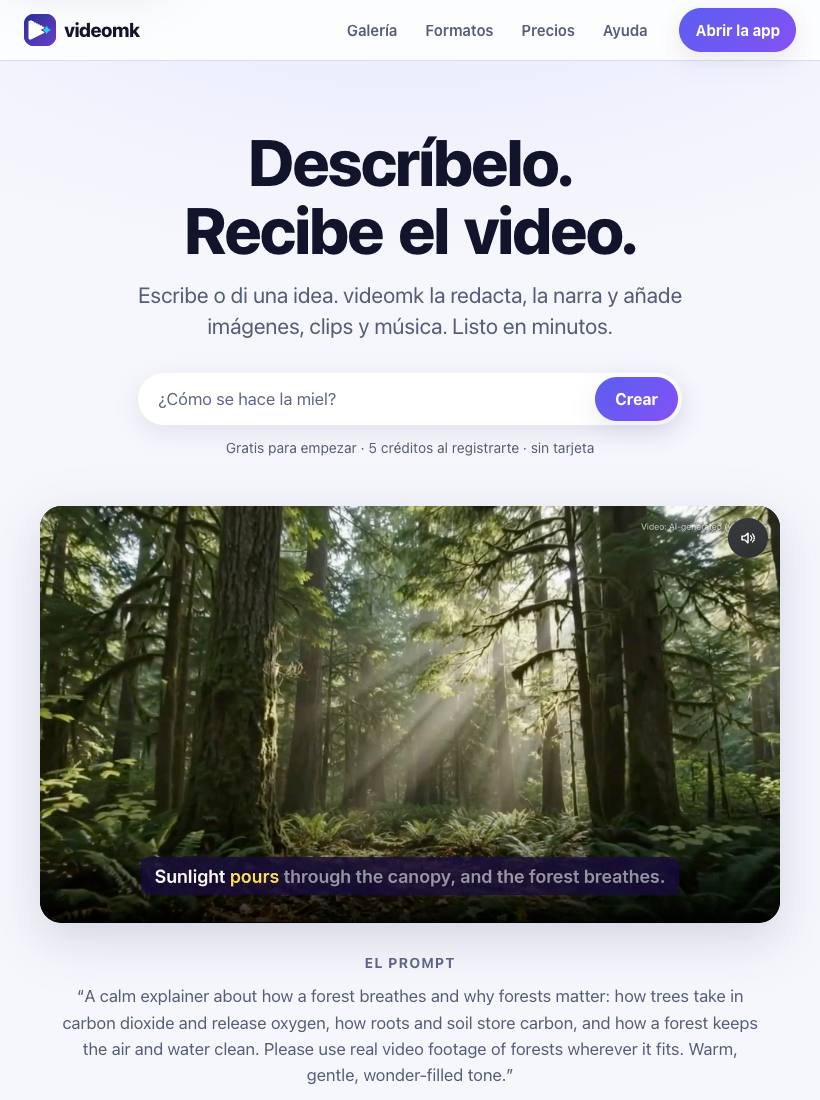 videomk
Galería Formatos Precios Ayuda Abrir la app
Descríbelo.
Recibe el video.
Escribe o di una idea. videomk la redacta, la narra y añade
imágenes, clips y música. Listo en minutos.
¿Cómo se hace la miel? Crear
Gratis para empezar · 5 créditos al registrarte · sin tarjeta
Video: AI-generated
Sunlight pours through the canopy, and the forest breathes.
EL PROMPT
“A calm explainer about how a forest breathes and why forests matter: how trees take in
carbon dioxide and release oxygen, how roots and soil store carbon, and how a forest keeps
the air and water clean. Please use real video footage of forests wherever it fits. Warm,
gentle, wonder-filled tone.”